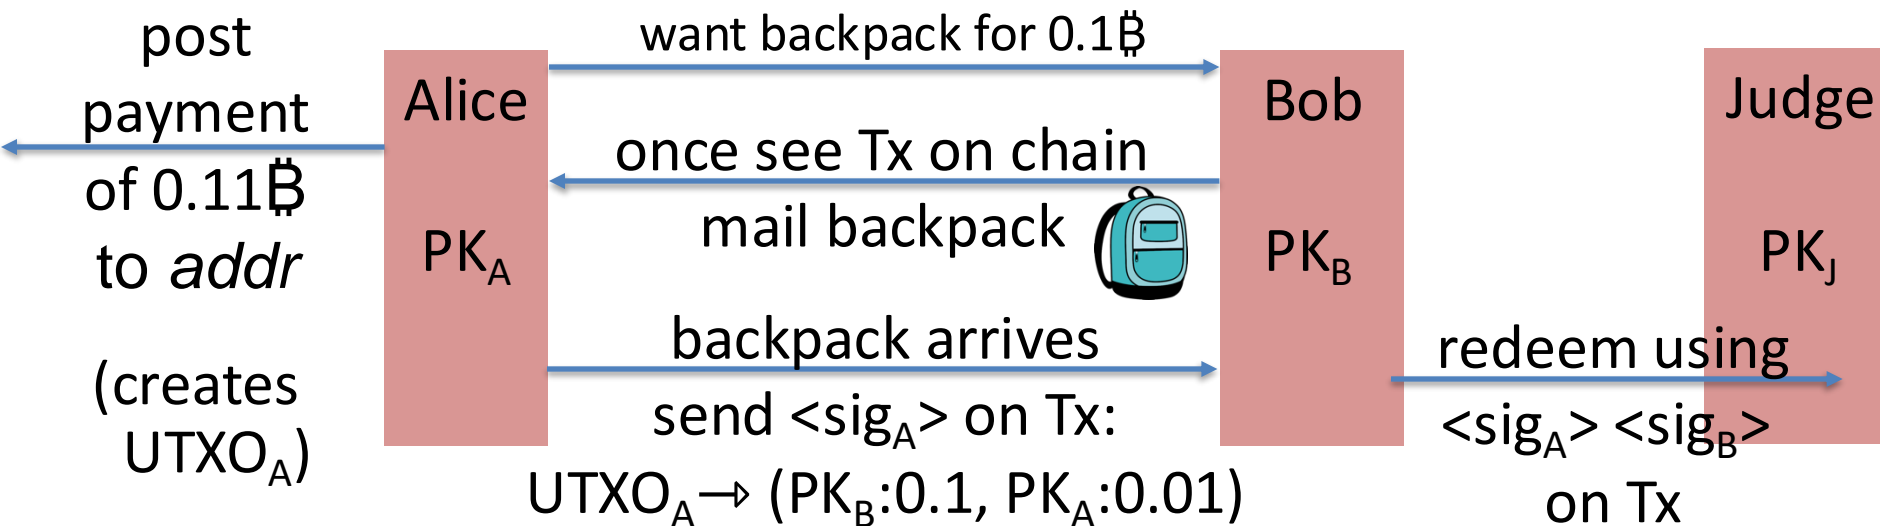 post
payment
of 0.11₿
to addr
(creates
UTXOA)
Alice
PKA
want backpack for 0.1₿
once see Tx on chain
mail backpack
backpack arrives
send <sigA> on Tx:
UTXOA→ (PKB:0.1, PKA:0.01)
Bob
PKB
redeem using
<sigA> <sigB>
on Tx
Judge
PKJ